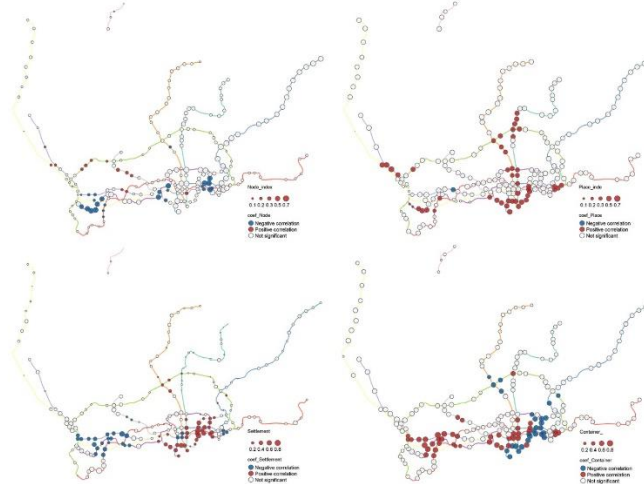 Node_index
0.1 0.2 0.3 0.5 0.7
coef_Node
Negative correlation
Positive correlation
Not significant
Place_inde
0.1 0.2 0.3 0.5 0.7
coef_Place
Negative correlation
Positive correlation
Not significant
Settlement
0.2 0.4 0.6 0.8
coef_Settlement
Negative correlation
Positive correlation
Not significant
Container_
0.2 0.4 0.6 0.8
coef_Container
Negative correlation
Positive correlation
Not significant